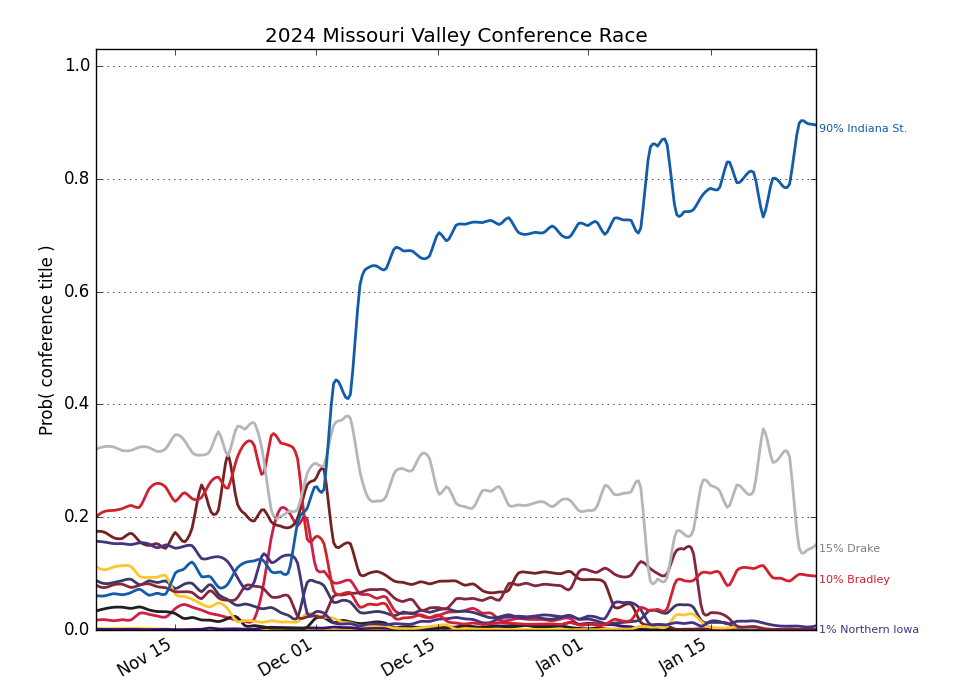 2024 Missouri Valley Conference Race
1.0
0.8
0.6
0.4
0.2
0.0
Prob( conference title )
90% Indiana St.
15% Drake
10% Bradley
1% Northern Iowa
Nov 15
Dec 01
Dec 15
Jan 01
Jan 15